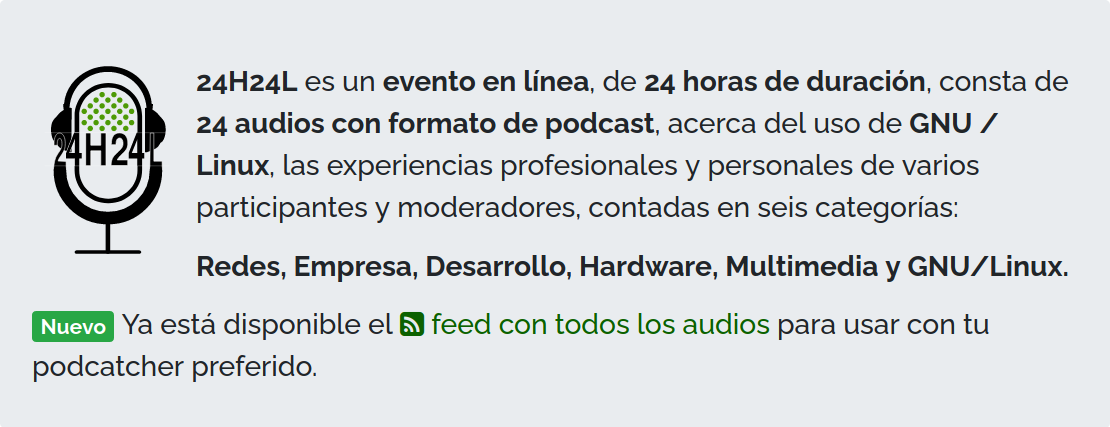 24H24L
24H24L es un evento en línea, de 24 horas de duración, consta de
24 audios con formato de podcast, acerca del uso de GNU /
Linux, las experiencias profesionales y personales de varios
participantes y moderadores, contadas en seis categorías:
Redes, Empresa, Desarrollo, Hardware, Multimedia y GNU/Linux.
Nuevo Ya está disponible el feed con todos los audios para usar con tu
podcatcher preferido.